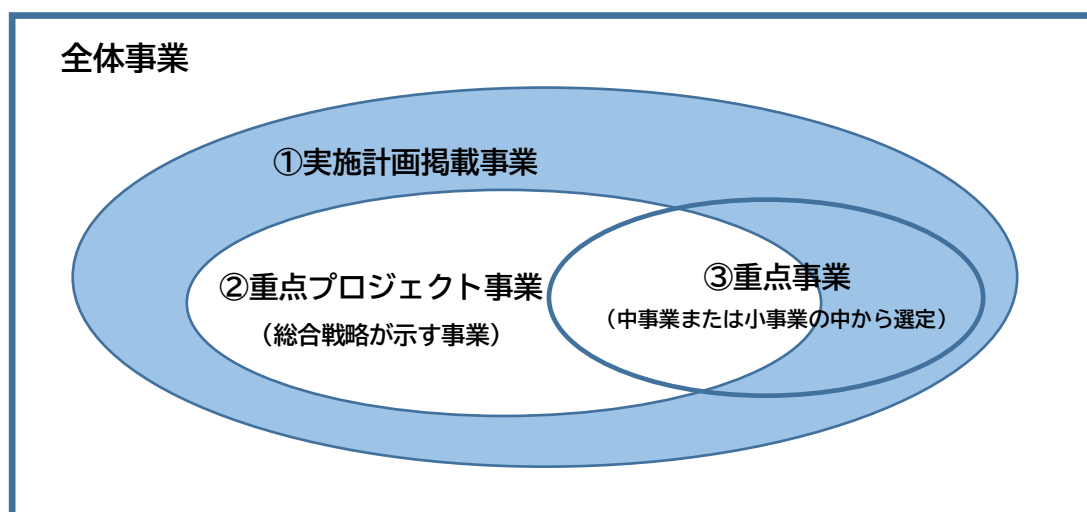 全体事業
①実施計画掲載事業
②重点プロジェクト事業
（総合戦略が示す事業）
③重点事業
（中事業または小事業の中から選定）